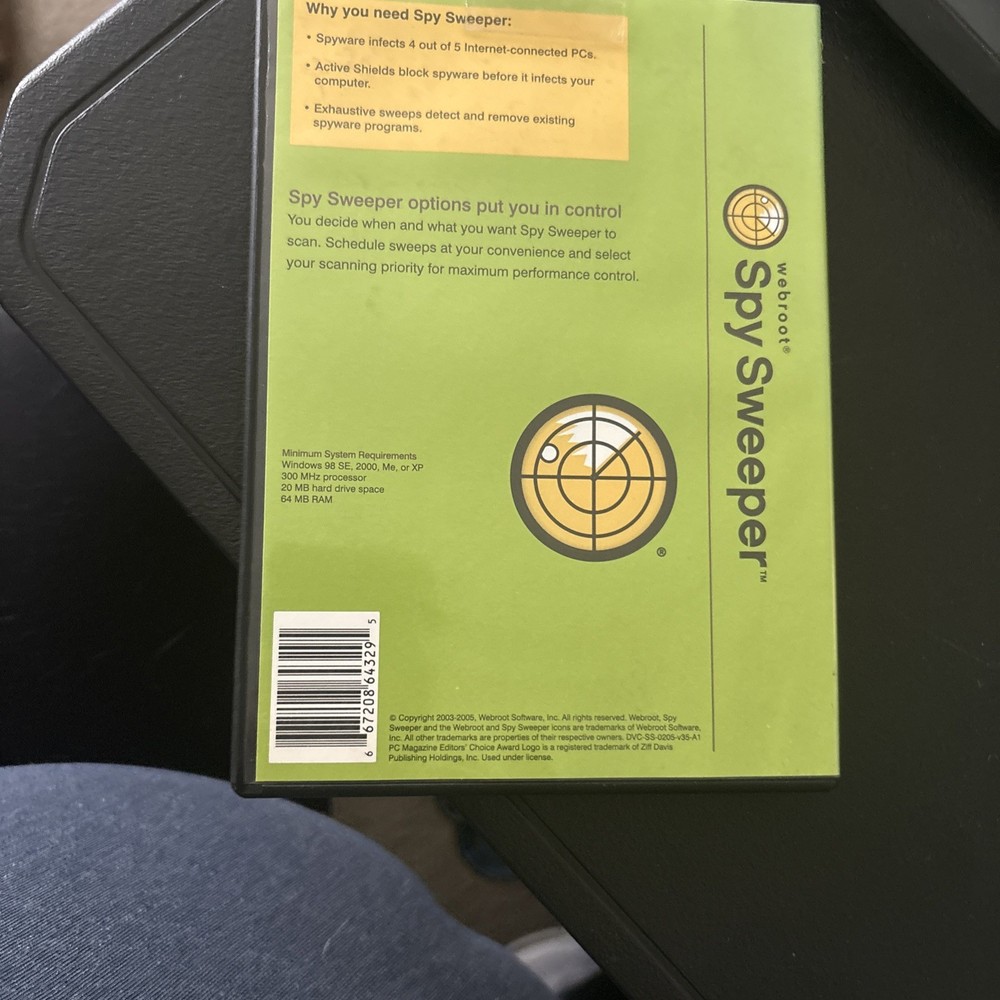 Why you need Spy Sweeper:
• Spyware infects 4 out of 5 Internet-connected PCs.
• Active Shields block spyware before it infects your
computer.
• Exhaustive sweeps detect and remove existing
spyware programs.
Spy Sweeper options put you in control
You decide when and what you want Spy Sweeper to
scan. Schedule sweeps at your convenience and select
your scanning priority for maximum performance control.
Minimum System Requirements
Windows 98 SE, 2000, Me, or XP
300 MHz processor
20 MB hard drive space
64 MB RAM
®
6 67208 64329 5
© Copyright 2003-2005, Webroot Software, Inc. All rights reserved. Webroot, Spy
Sweeper and the Webroot and Spy Sweeper icons are trademarks of Webroot Software,
Inc. All other trademarks are properties of their respective owners. DVC-SS-0205-v35-A1
PC Magazine Editors' Choice Award Logo is a registered trademark of Ziff Davis
Publishing Holdings, Inc. Used under license.
webroot®
Spy Sweeper™